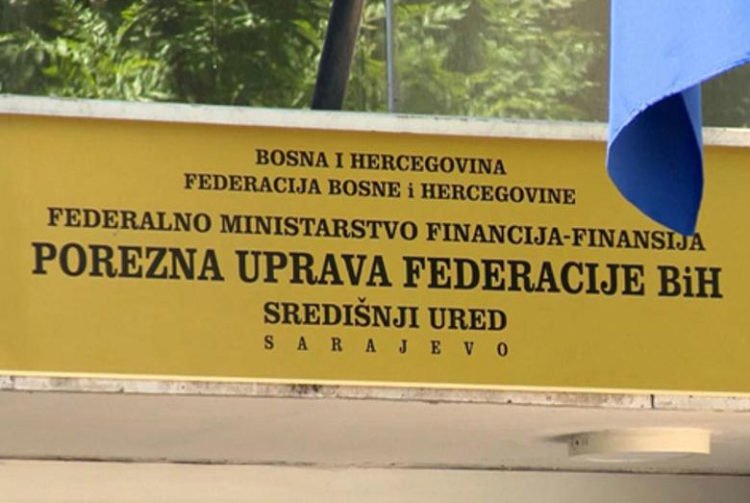 BOSNA I HERCEGOVINA
FEDERACIJA BOSNE i HERCEGOVINE
FEDERALNO MINISTARSTVO FINANCIJA-FINANSIJA
POREZNA UPRAVA FEDERACIJE BiH
SREDIŠNJI URED
SARAJEVO